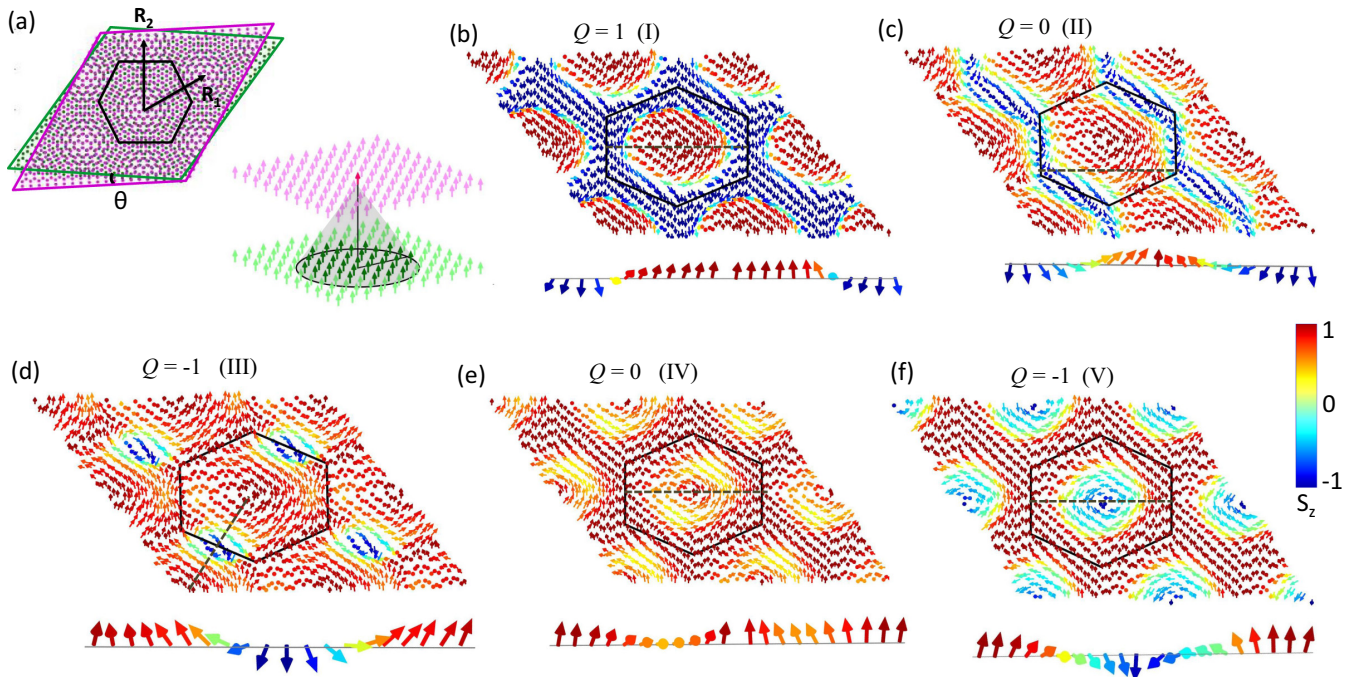 (a)
R2
R1
θ
(b)
Q = 1 (I)
(c)
Q = 0 (II)
(d)
Q = -1 (III)
(e)
Q = 0 (IV)
(f)
Q = -1 (V)
1
0
-1
Sz